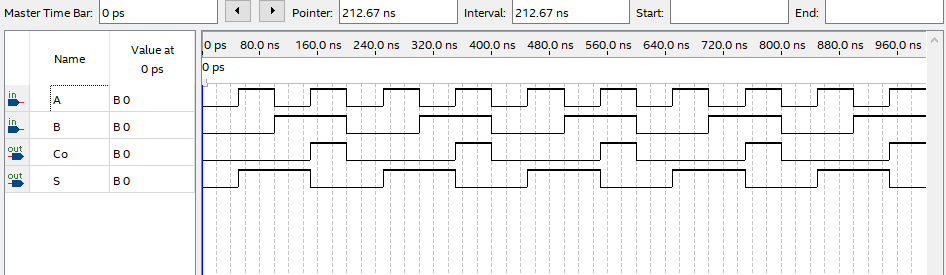 Master Time Bar: 0 ps Pointer: 212.67 ns Interval: 212.67 ns Start: End:
Name Value at 0 ps
0 ps 80.0 ns 160.0 ns 240.0 ns 320.0 ns 400.0 ns 480.0 ns 560.0 ns 640.0 ns 720.0 ns 800.0 ns 880.0 ns 960.0 ns
0 ps
in A B 0
in B B 0
out Co B 0
out S B 0